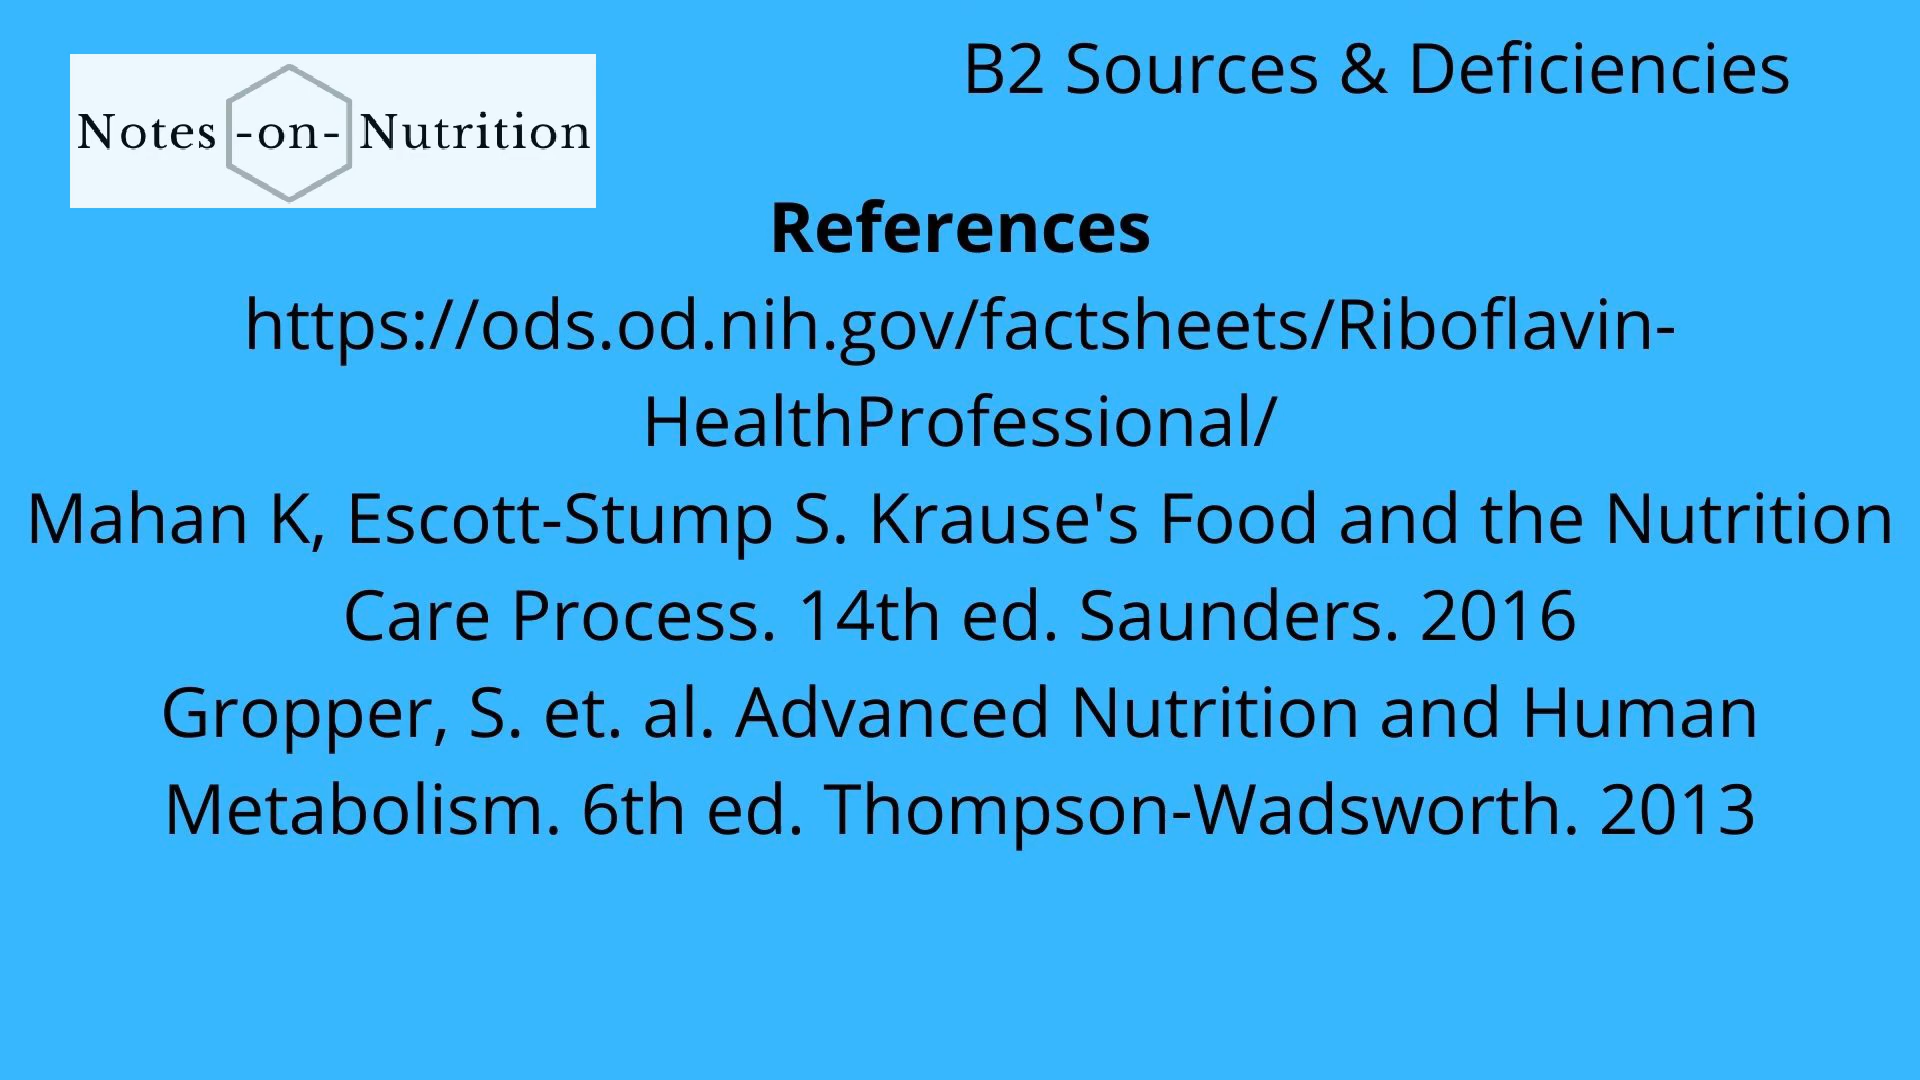 B2 Sources & Deficiencies
Notes -on- Nutrition
References
https://ods.od.nih.gov/factsheets/Riboflavin-
HealthProfessional/
Mahan K, Escott-Stump S. Krause's Food and the Nutrition
Care Process. 14th ed. Saunders. 2016
Gropper, S. et. al. Advanced Nutrition and Human
Metabolism. 6th ed. Thompson-Wadsworth. 2013